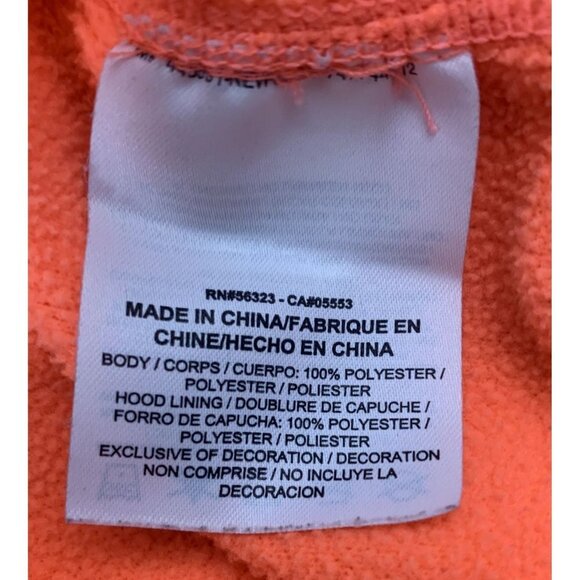 RN#56323 - CA#05553
MADE IN CHINA/FABRIQUE EN
CHINE/HECHO EN CHINA
BODY / CORPS / CUERPO: 100% POLYESTER /
POLYESTER / POLIESTER
HOOD LINING / DOUBLURE DE CAPUCHE /
FORRO DE CAPUCHA: 100% POLYESTER /
POLYESTER / POLIESTER
EXCLUSIVE OF DECORATION / DECORATION
NON COMPRISE / NO INCLUYE LA
DECORACION